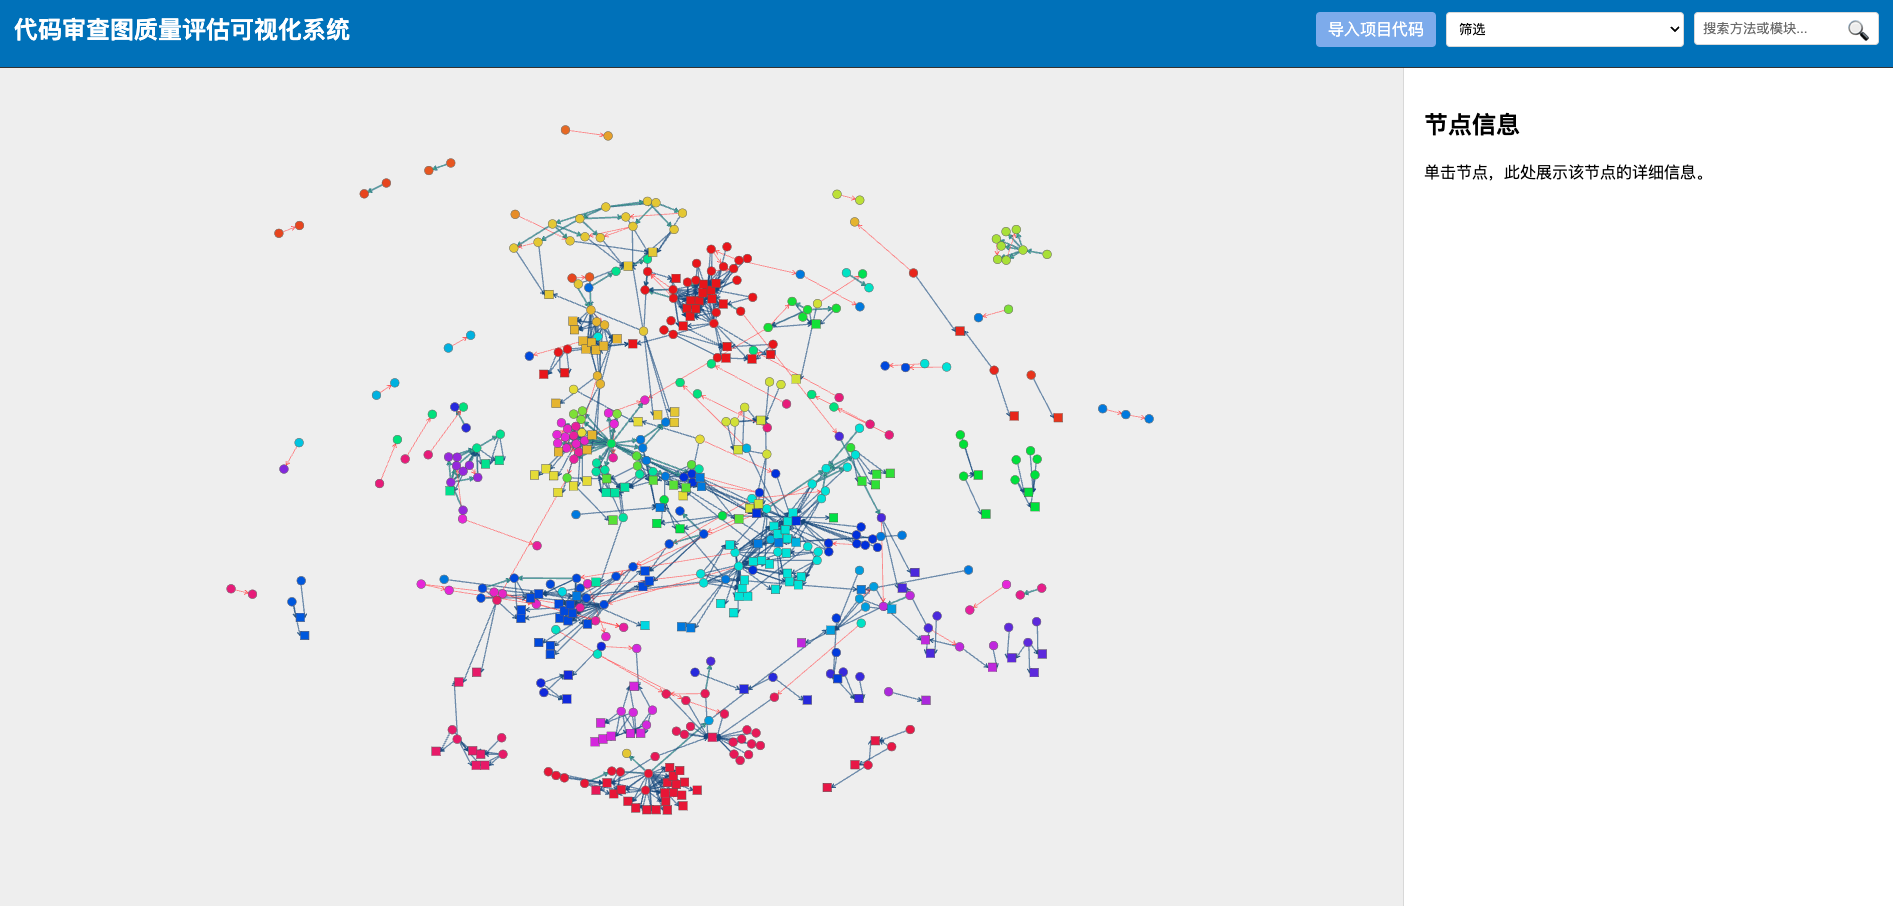 代码审查图质量评估可视化系统
导入项目代码
筛选
搜索方法或模块...
节点信息
单击节点，此处展示该节点的详细信息。